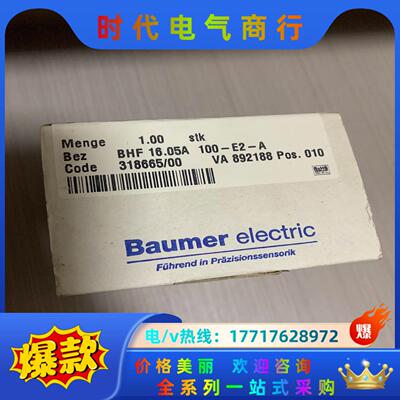 时代电气商行
Menge 1.00 stk
Bez BHF 16.05A 100-E2-A
Code 318665/00 VA 892188 Pos. 010
Baumer electric
Führend in Präzisionssensorik
爆款
电/v热线：17717628972
爆
价格美丽 欢迎咨询
全系列一站式采购